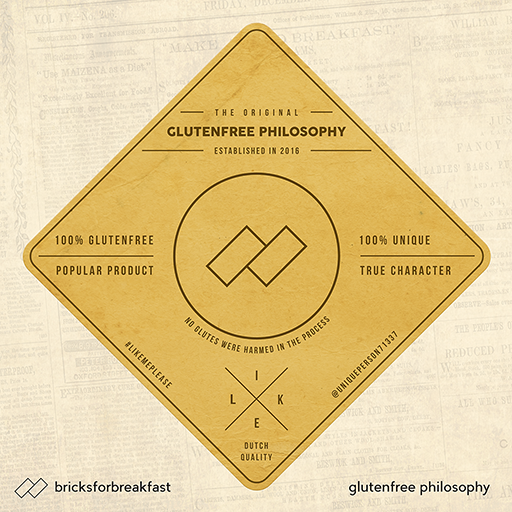 THE ORIGINAL
GLUTENFREE PHILOSOPHY
ESTABLISHED IN 2016
100% GLUTENFREE
POPULAR PRODUCT
100% UNIQUE
TRUE CHARACTER
NO GLUTES WERE HARMED IN THE PROCESS
#LIKEMEPLEASE
@UNIQUEPERSON71337
I
L K
E
DUTCH
QUALITY
bricksforbreakfast
glutenfree philosophy